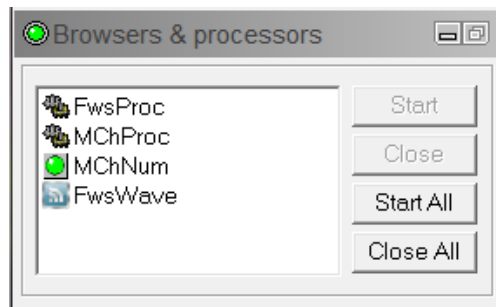 Browsers & processors
FwsProc
MChProc
MChNum
FwsWave
Start
Close
Start All
Close All